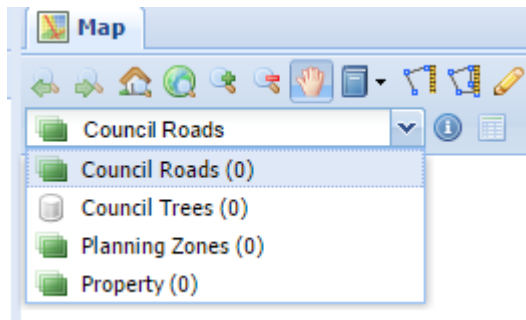 Map
Council Roads
Council Roads (0)
Council Trees (0)
Planning Zones (0)
Property (0)